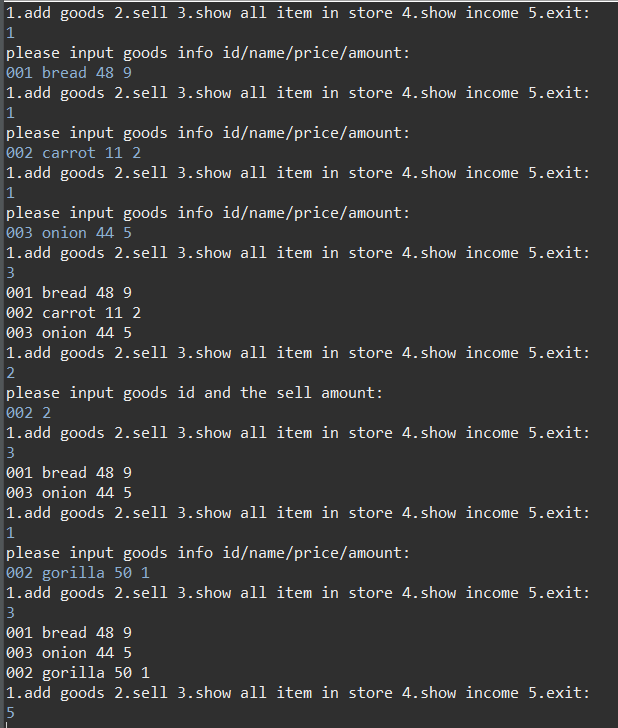 1.add goods 2.sell 3.show all item in store 4.show income 5.exit:
1
please input goods info id/name/price/amount:
001 bread 48 9
1.add goods 2.sell 3.show all item in store 4.show income 5.exit:
1
please input goods info id/name/price/amount:
002 carrot 11 2
1.add goods 2.sell 3.show all item in store 4.show income 5.exit:
1
please input goods info id/name/price/amount:
003 onion 44 5
1.add goods 2.sell 3.show all item in store 4.show income 5.exit:
3
001 bread 48 9
002 carrot 11 2
003 onion 44 5
1.add goods 2.sell 3.show all item in store 4.show income 5.exit:
2
please input goods id and the sell amount:
002 2
1.add goods 2.sell 3.show all item in store 4.show income 5.exit:
3
001 bread 48 9
003 onion 44 5
1.add goods 2.sell 3.show all item in store 4.show income 5.exit:
1
please input goods info id/name/price/amount:
002 gorilla 50 1
1.add goods 2.sell 3.show all item in store 4.show income 5.exit:
3
001 bread 48 9
003 onion 44 5
002 gorilla 50 1
1.add goods 2.sell 3.show all item in store 4.show income 5.exit:
5